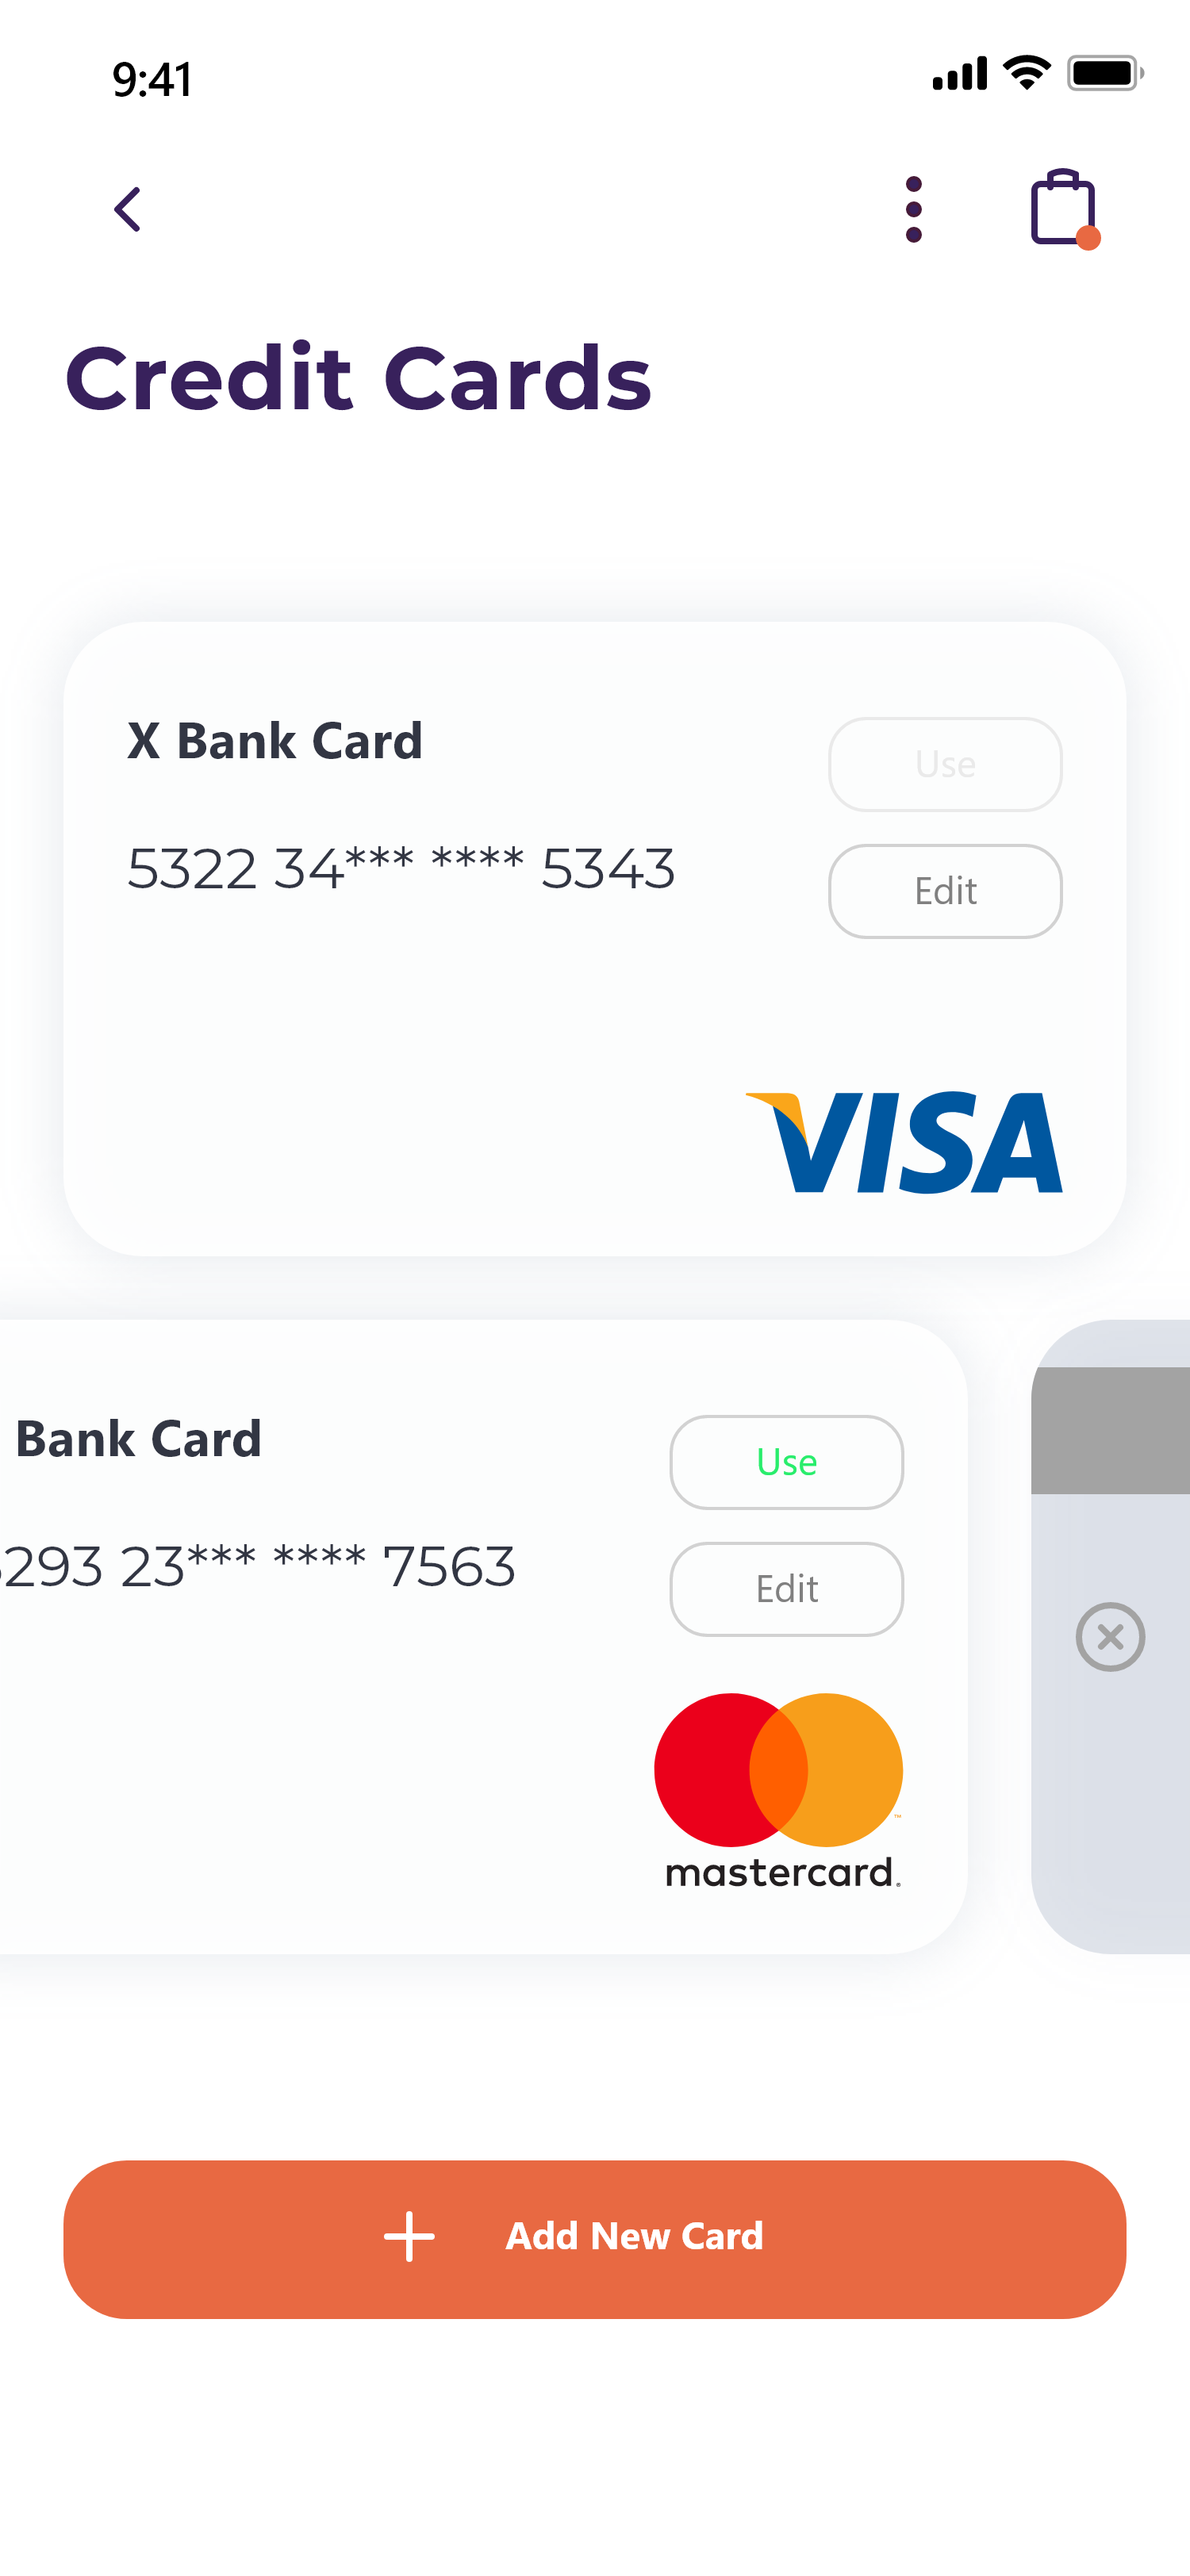 9:41
Credit Cards
X Bank Card
Use
5322 34*** **** 5343
Edit
VISA
Bank Card
Use
293 23*** **** 7563
Edit
mastercard.
Add New Card